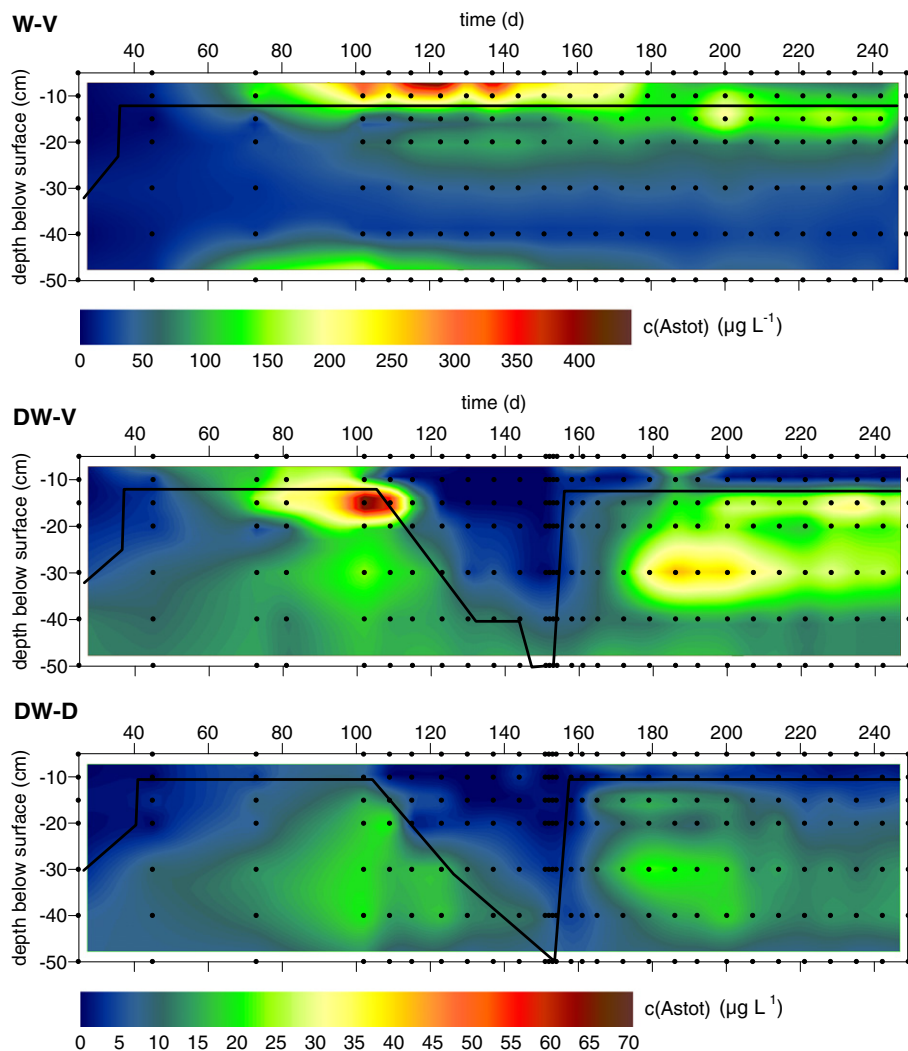 W-V
time (d)
40 60 80 100 120 140 160 180 200 220 240
depth below surface (cm)
-10
-20
-30
-40
-50
c(Astot) (µg L⁻¹)
0 50 100 150 200 250 300 350 400
DW-V
time (d)
40 60 80 100 120 140 160 180 200 220 240
depth below surface (cm)
-10
-20
-30
-40
-50
DW-D
40 60 80 100 120 140 160 180 200 220 240
depth below surface (cm)
-10
-20
-30
-40
-50
c(Astot) (µg L¹)
0 5 10 15 20 25 30 35 40 45 50 55 60 65 70